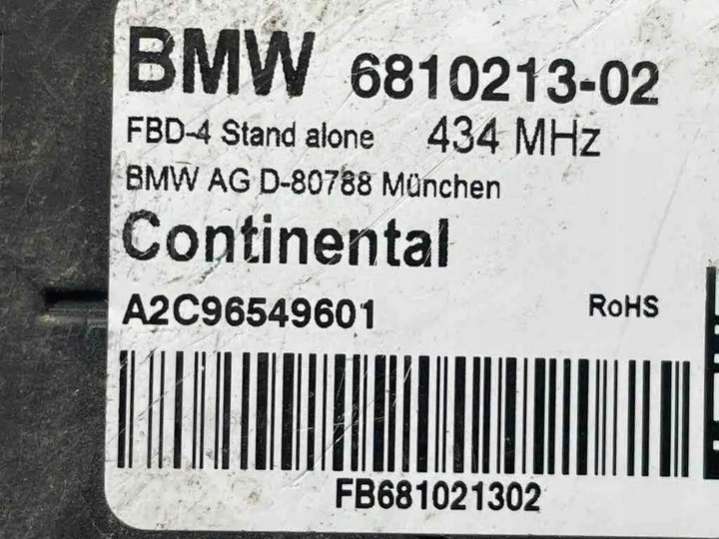 BMW 6810213-02
FBD-4 Stand alone 434 MHz
BMW AG D-80788 München
Continental
A2C96549601 RoHS
FB681021302